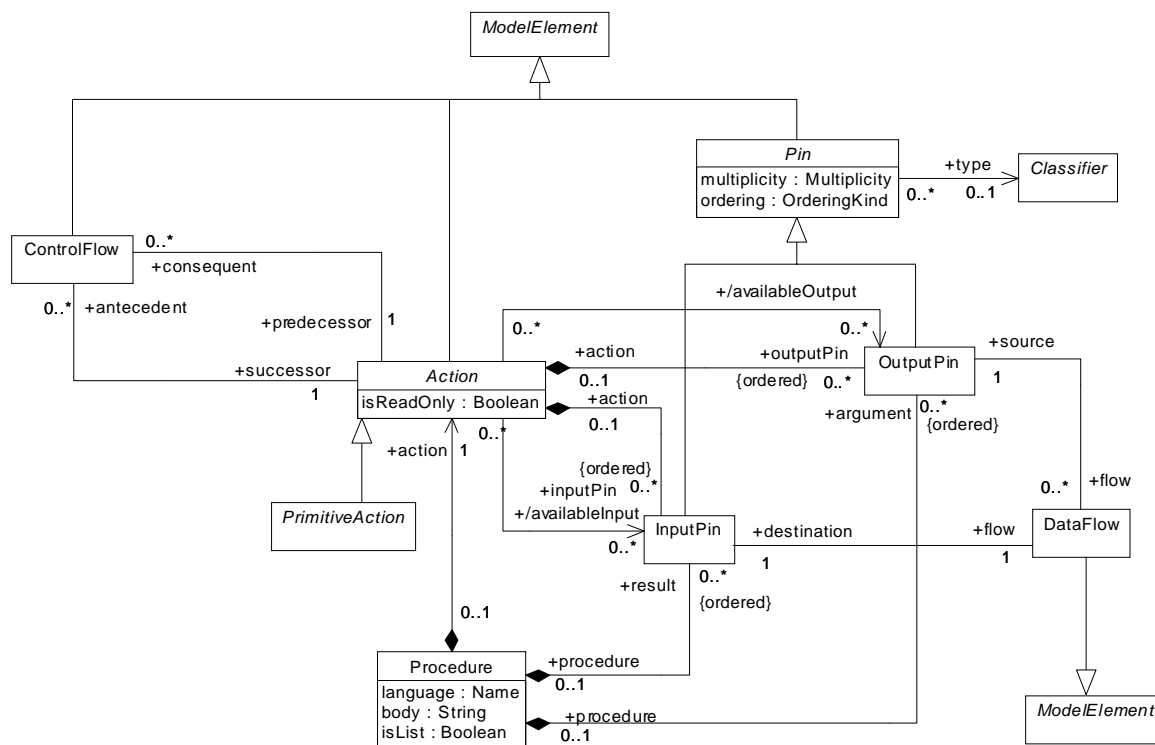 ModelElement
Pin
multiplicity : Multiplicity
ordering : OrderingKind
+type
0..*
0..1
Classifier
ControlFlow
0..*
+consequent
0..*
+antecedent
+predecessor
1
+successor
1
+/availableOutput
0..*
0..*
Action
isReadOnly : Boolean
+action
0..1
+outputPin
{ordered}
0..*
OutputPin
+source
1
+action
0..1
0..*
+argument
0..*
{ordered}
+action
1
{ordered}
+inputPin
0..*
+/availableInput
0..*
PrimitiveAction
InputPin
+destination
1
+flow
1
0..*
+flow
DataFlow
+result
0..*
{ordered}
0..1
Procedure
language : Name
body : String
isList : Boolean
+procedure
0..1
+procedure
0..1
ModelElement